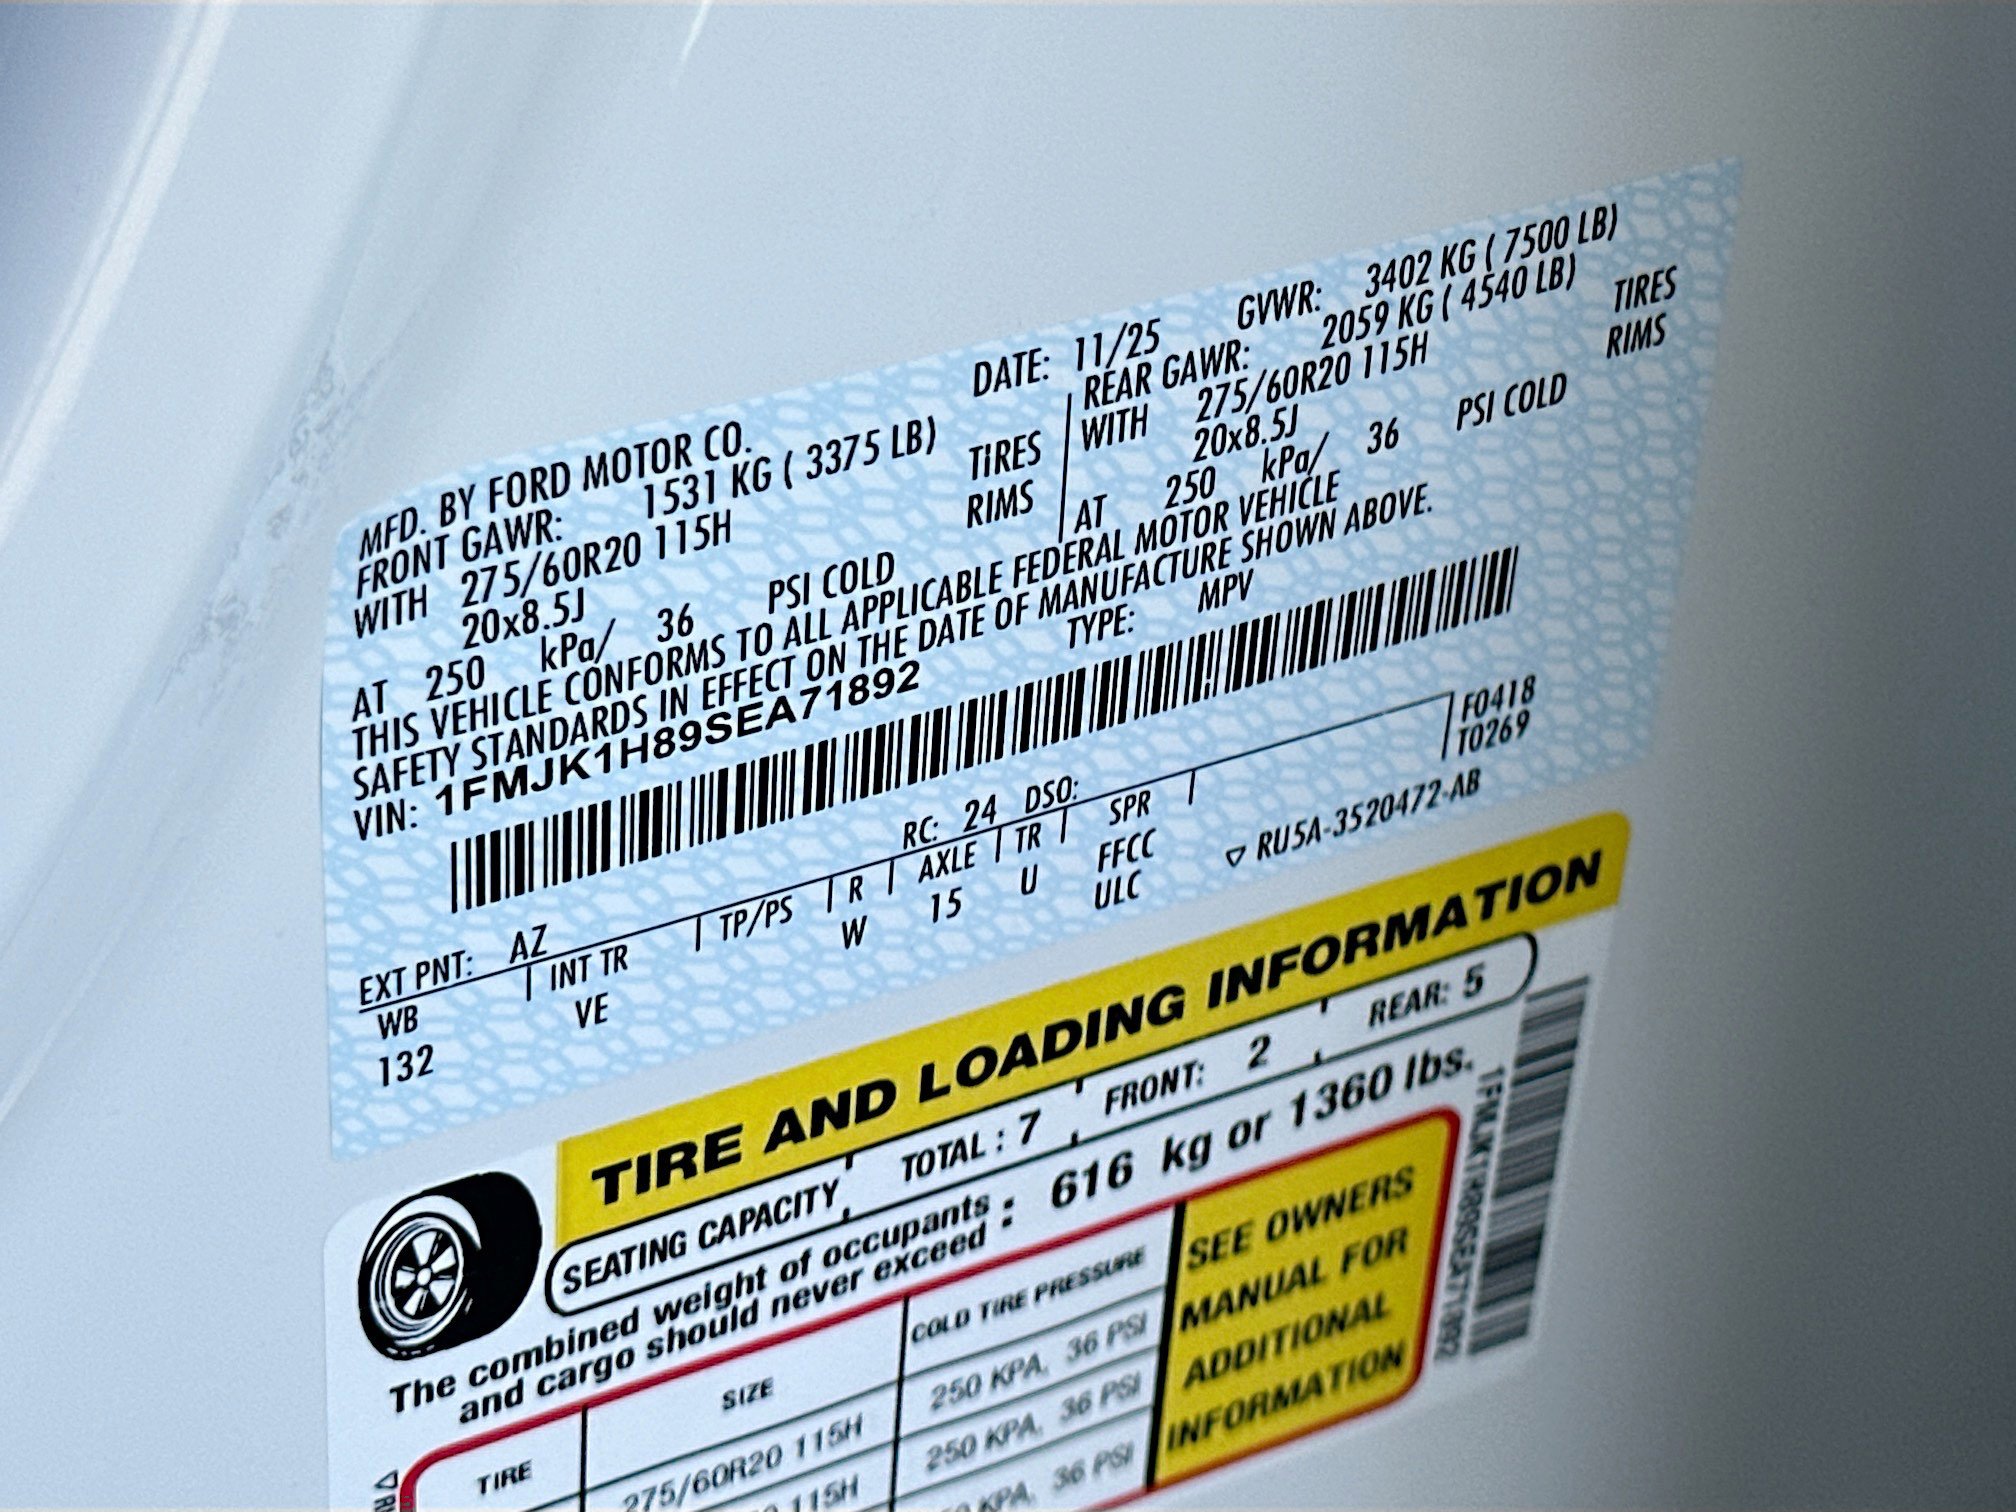 MFD. BY FORD MOTOR CO.
DATE: 11/25 GVWR: 3402 KG ( 7500 LB)
FRONT GAWR: 1531 KG ( 3375 LB)
WITH 275/60R20 115H TIRES
20x8.5J RIMS
AT 250 kPa/ 36 PSI COLD
REAR GAWR: 2059 KG ( 4540 LB)
WITH 275/60R20 115H TIRES
20x8.5J RIMS
AT 250 kPa/ 36 PSI COLD
THIS VEHICLE CONFORMS TO ALL APPLICABLE FEDERAL MOTOR VEHICLE
SAFETY STANDARDS IN EFFECT ON THE DATE OF MANUFACTURE SHOWN ABOVE.
VIN: 1FMJK1H89SEA71892 TYPE: MPV
F0418
T0269
EXT PNT: AZ RC: 24 DSO:
WB INT TR TP/PS R AXLE TR SPR
132 VE W 15 U FFCC
ULC
▽ RU5A-3520472-AB
TIRE AND LOADING INFORMATION
SEATING CAPACITY TOTAL : 7 FRONT: 2 REAR: 5
The combined weight of occupants
and cargo should never exceed : 616 kg or 1360 lbs.
TIRE SIZE COLD TIRE PRESSURE
275/60R20 115H 250 KPA, 36 PSI
115H 250 KPA, 36 PSI
KPA, 36 PSI
SEE OWNERS
MANUAL FOR
ADDITIONAL
INFORMATION
1FMJK1H89SEA71892